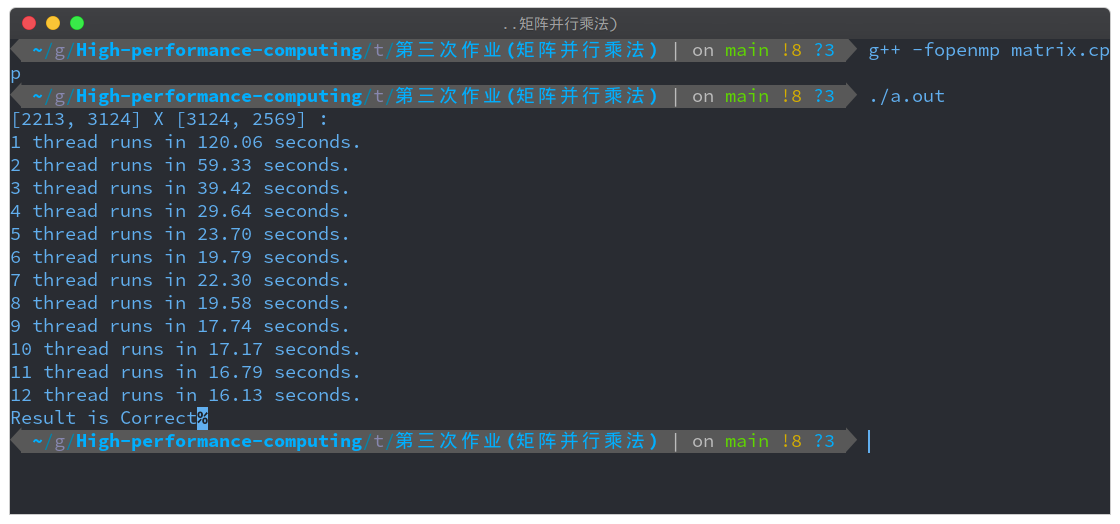 ..矩阵并行乘法)
~/g/High-performance-computing/t/第三次作业(矩阵并行乘法) | on main !8 ?3 g++ -fopenmp matrix.cp
p
~/g/High-performance-computing/t/第三次作业(矩阵并行乘法) | on main !8 ?3 ./a.out
[2213, 3124] X [3124, 2569] :
1 thread runs in 120.06 seconds.
2 thread runs in 59.33 seconds.
3 thread runs in 39.42 seconds.
4 thread runs in 29.64 seconds.
5 thread runs in 23.70 seconds.
6 thread runs in 19.79 seconds.
7 thread runs in 22.30 seconds.
8 thread runs in 19.58 seconds.
9 thread runs in 17.74 seconds.
10 thread runs in 17.17 seconds.
11 thread runs in 16.79 seconds.
12 thread runs in 16.13 seconds.
Result is Correct%
~/g/High-performance-computing/t/第三次作业(矩阵并行乘法) | on main !8 ?3